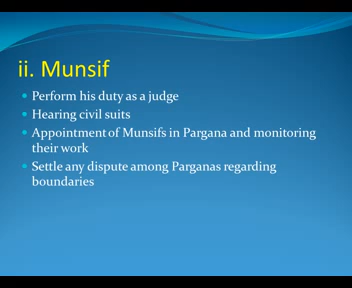 ii. Munsif
Perform his duty as a judge
Hearing civil suits
Appointment of Munsifs in Pargana and monitoring
their work
Settle any dispute among Parganas regarding
boundaries